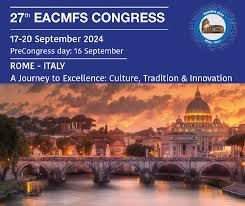 27th EACMFS CONGRESS
17-20 September 2024
PreCongress day: 16 September
ROME - ITALY
A Journey to Excellence: Culture, Tradition & Innovation